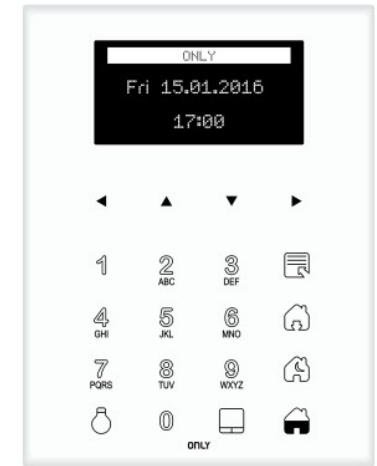 ONLY
Fri 15.01.2016
17:00
1 2 3
ABC DEF
4 5 6
GHI JKL MNO
7 8 9
PQRS TUV WXYZ
0
ONLY